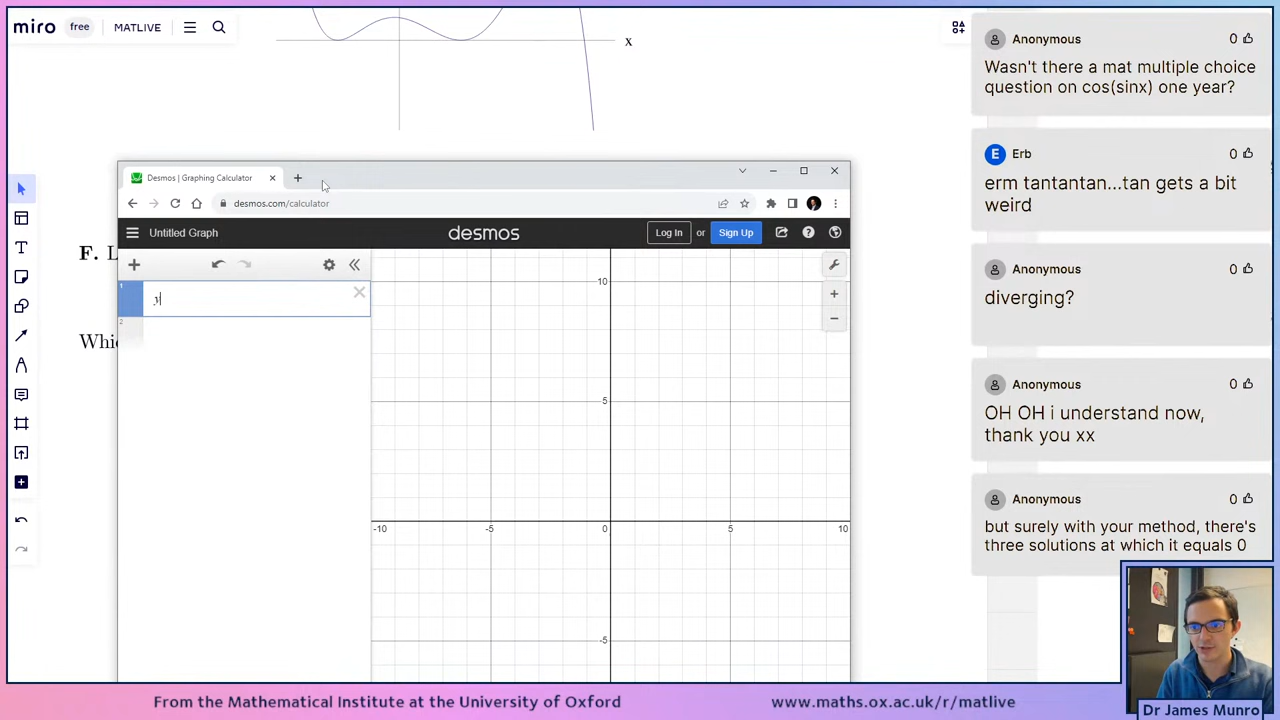 miro free MATLIVE
x
Desmos | Graphing Calculator
desmos.com/calculator
Untitled Graph desmos Log In or Sign Up
1 y
2
10
5
-10 -5 0 5 10
-5
F. L
Whic
Anonymous 0
Wasn't there a mat multiple choice
question on cos(sinx) one year?
E Erb 0
erm tantantan...tan gets a bit
weird
Anonymous 0
diverging?
Anonymous 0
OH OH i understand now,
thank you xx
Anonymous 0
but surely with your method, there's
three solutions at which it equals 0
From the Mathematical Institute at the University of Oxford www.maths.ox.ac.uk/r/matlive
Dr James Munro